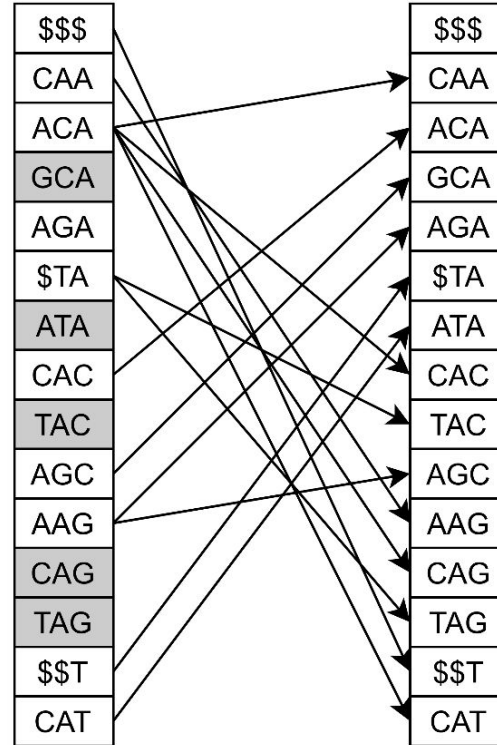 $$$ $$$
CAA CAA
ACA ACA
GCA GCA
AGA AGA
$TA $TA
ATA ATA
CAC CAC
TAC TAC
AGC AGC
AAG AAG
CAG CAG
TAG TAG
$$T $$T
CAT CAT